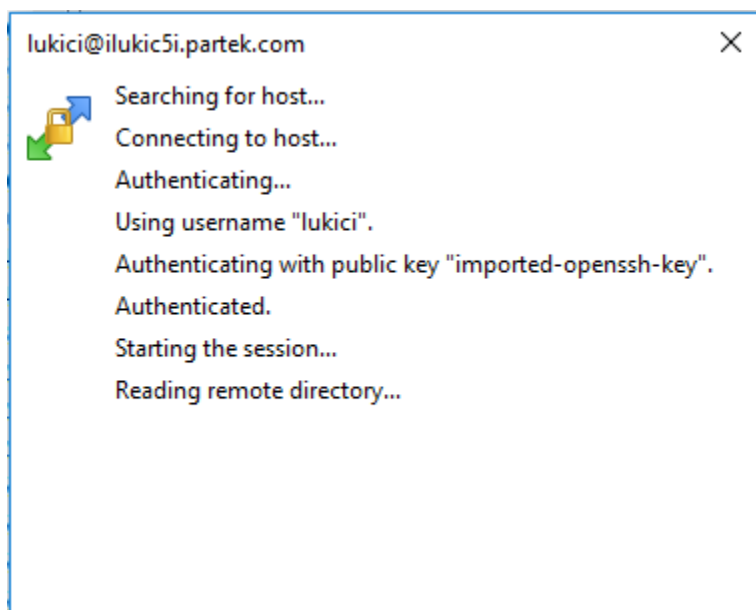 lukici@ilukic5i.partek.com
Searching for host...
Connecting to host...
Authenticating...
Using username "lukici".
Authenticating with public key "imported-openssh-key".
Authenticated.
Starting the session...
Reading remote directory...